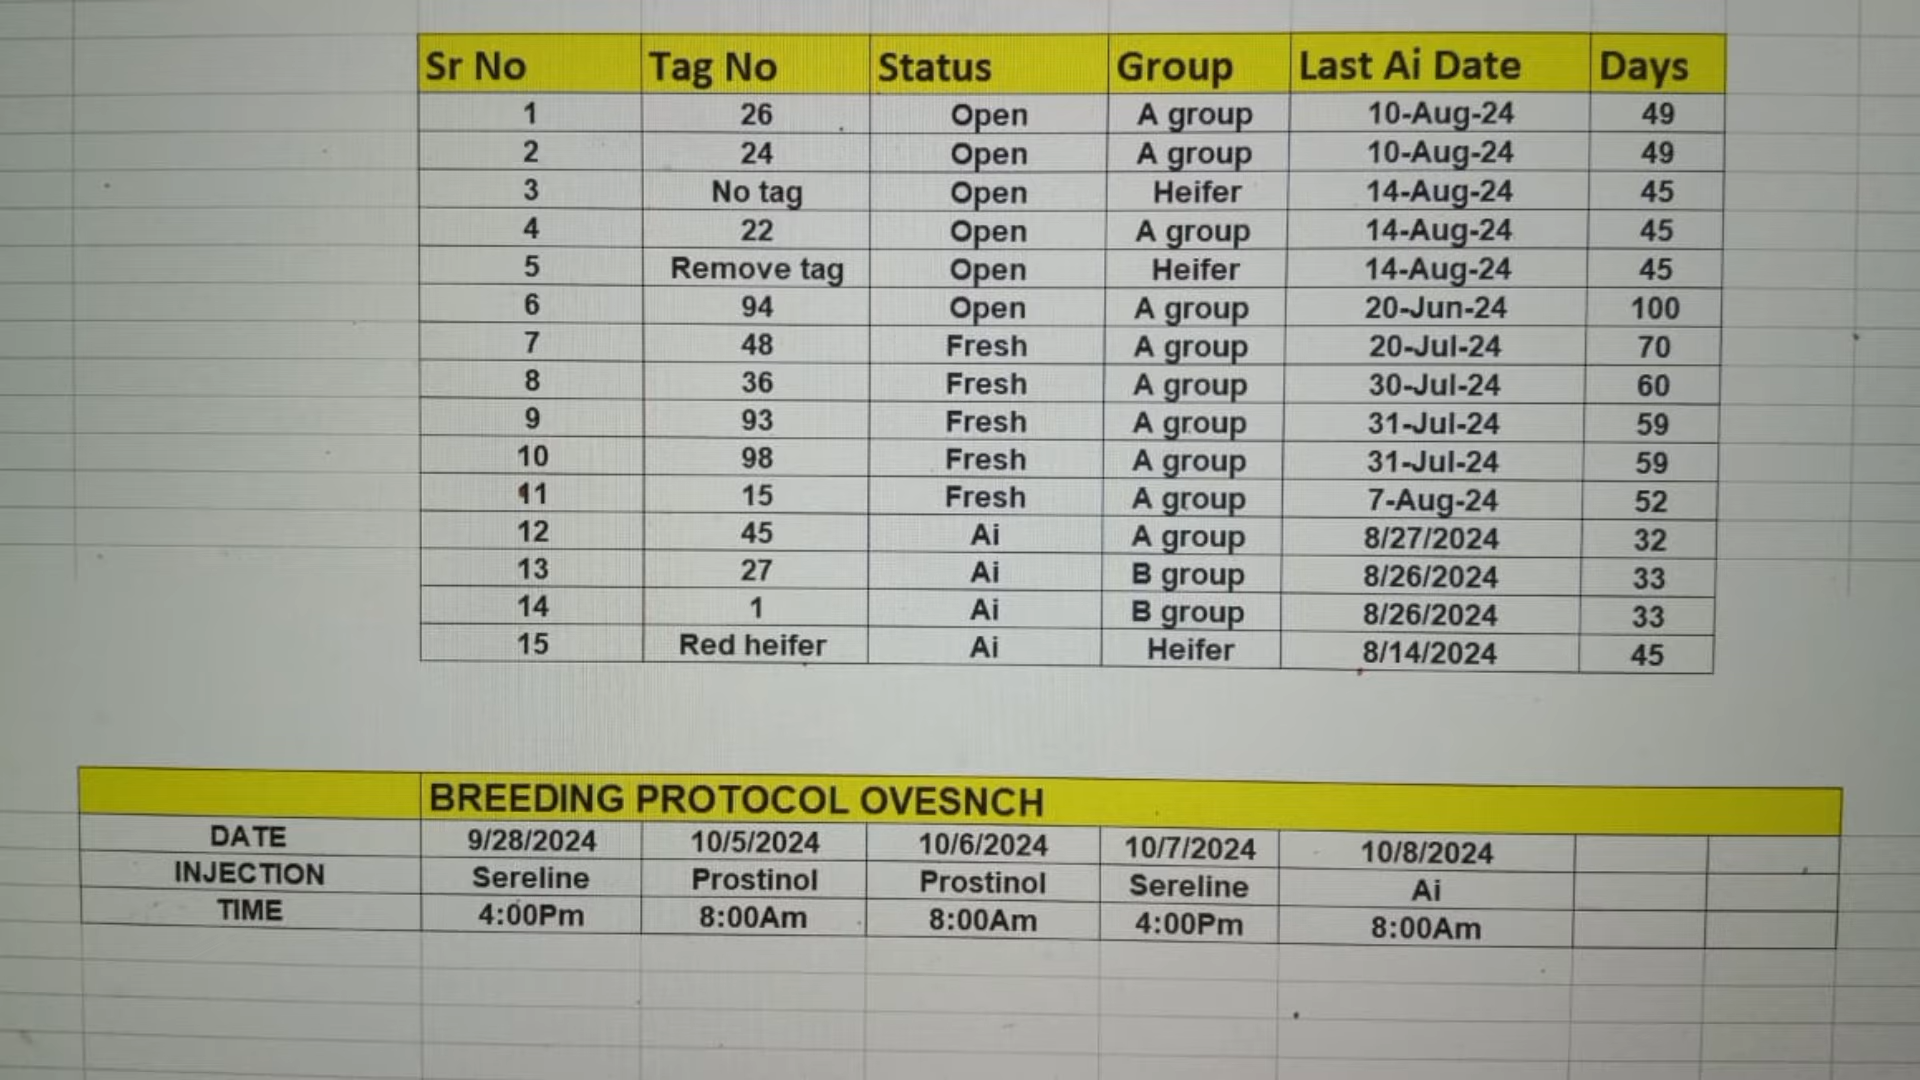 Sr No Tag No Status Group Last Ai Date Days
1 26 Open A group 10-Aug-24 49
2 24 Open A group 10-Aug-24 49
3 No tag Open Heifer 14-Aug-24 45
4 22 Open A group 14-Aug-24 45
5 Remove tag Open Heifer 14-Aug-24 45
6 94 Open A group 20-Jun-24 100
7 48 Fresh A group 20-Jul-24 70
8 36 Fresh A group 30-Jul-24 60
9 93 Fresh A group 31-Jul-24 59
10 98 Fresh A group 31-Jul-24 59
11 15 Fresh A group 7-Aug-24 52
12 45 Ai A group 8/27/2024 32
13 27 Ai B group 8/26/2024 33
14 1 Ai B group 8/26/2024 33
15 Red heifer Ai Heifer 8/14/2024 45
BREEDING PROTOCOL OVESNCH
DATE 9/28/2024 10/5/2024 10/6/2024 10/7/2024 10/8/2024
INJECTION Sereline Prostinol Prostinol Sereline Ai
TIME 4:00Pm 8:00Am 8:00Am 4:00Pm 8:00Am